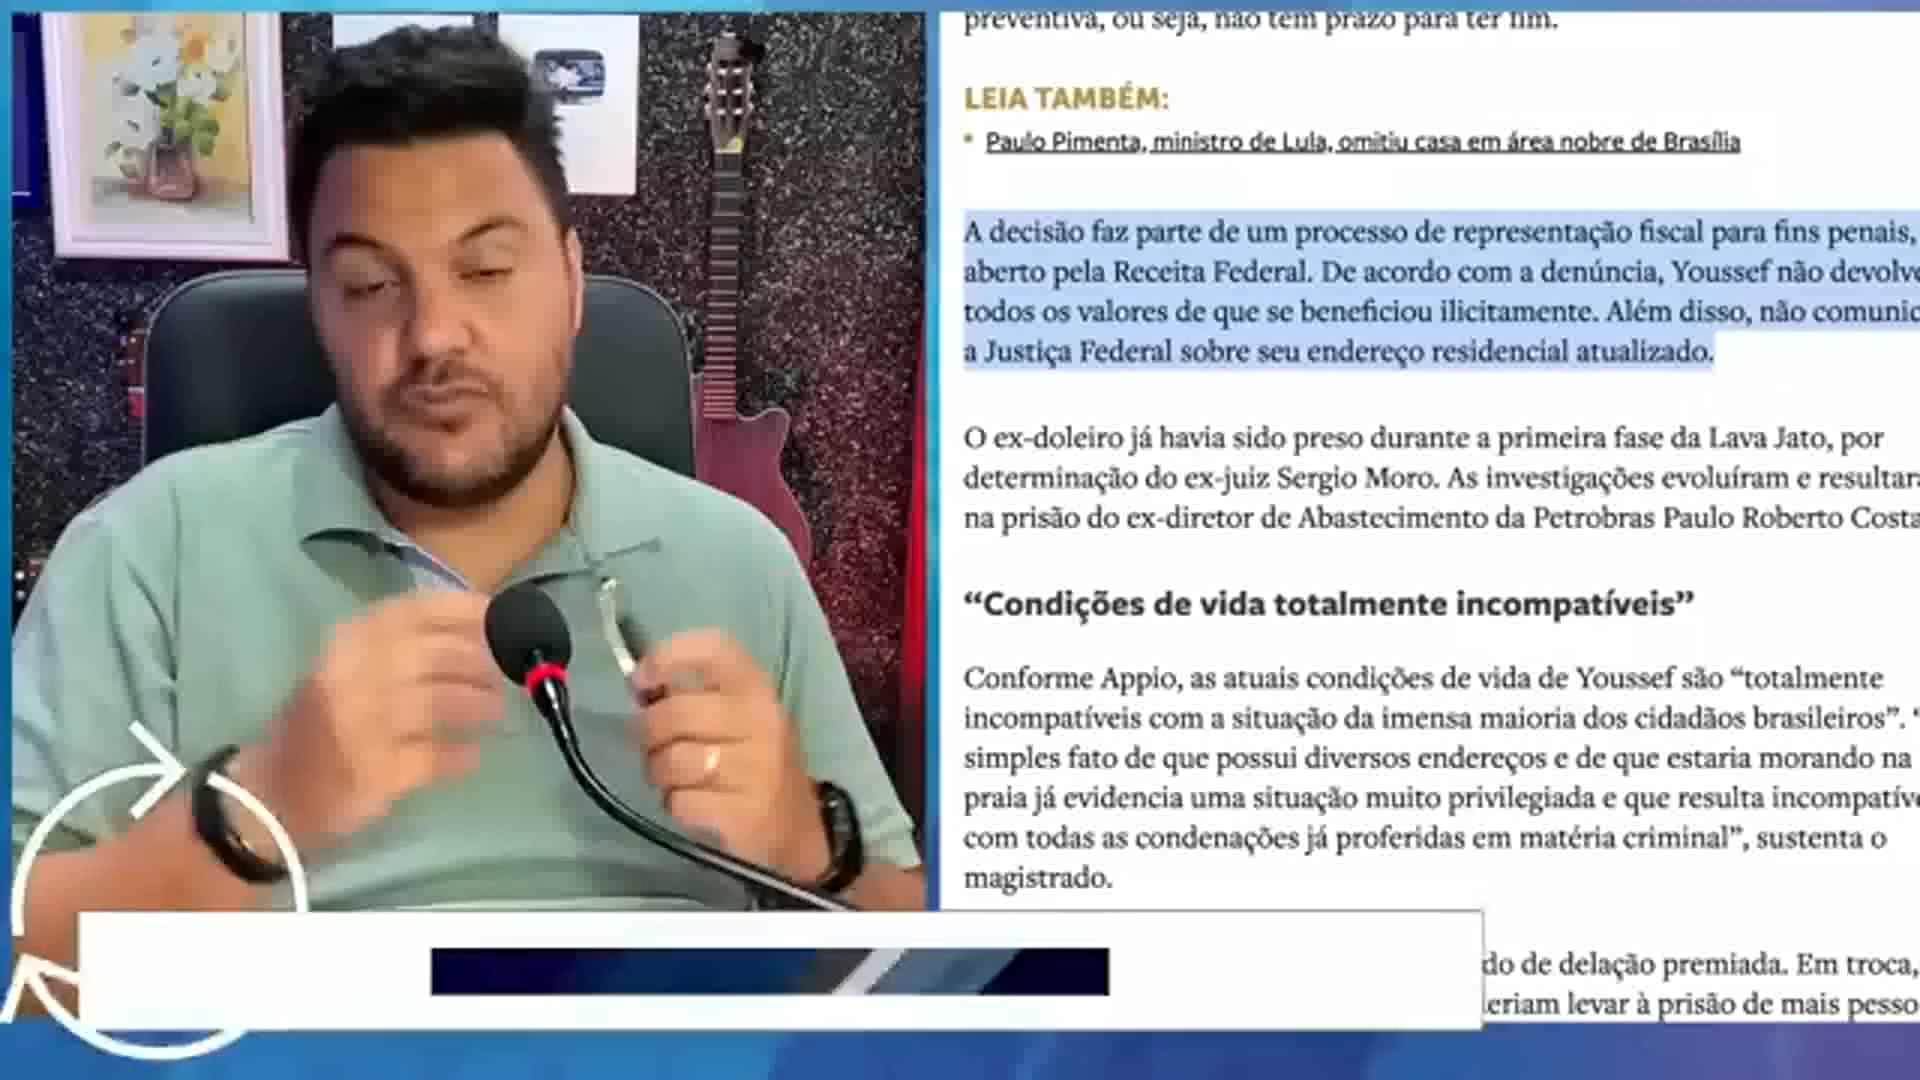 preventiva, ou seja, não tem prazo para ter fim.
LEIA TAMBÉM:
Paulo Pimenta, ministro de Lula, omitiu casa em área nobre de Brasília
A decisão faz parte de um processo de representação fiscal para fins penais,
aberto pela Receita Federal. De acordo com a denúncia, Youssef não devolve
todos os valores de que se beneficiou ilicitamente. Além disso, não comunic
a Justiça Federal sobre seu endereço residencial atualizado.
O ex-doleiro já havia sido preso durante a primeira fase da Lava Jato, por
determinação do ex-juiz Sergio Moro. As investigações evoluíram e resultar
na prisão do ex-diretor de Abastecimento da Petrobras Paulo Roberto Costa
“Condições de vida totalmente incompatíveis”
Conforme Appio, as atuais condições de vida de Youssef são “totalmente
incompatíveis com a situação da imensa maioria dos cidadãos brasileiros”. “
simples fato de que possui diversos endereços e de que estaria morando na
praia já evidencia uma situação muito privilegiada e que resulta incompatíve
com todas as condenações já proferidas em matéria criminal”, sustenta o
magistrado.
do de delação premiada. Em troca,
eriam levar à prisão de mais pesso